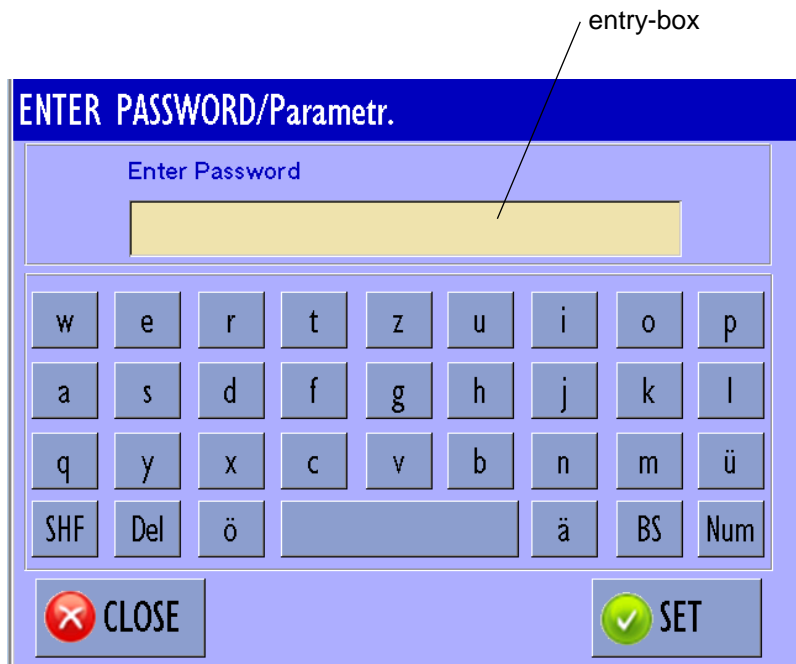 entry-box
ENTER PASSWORD/Parametr.
Enter Password
w e r t z u i o p
a s d f g h j k l
q y x c v b n m ü
SHF Del ö ä BS Num
CLOSE SET